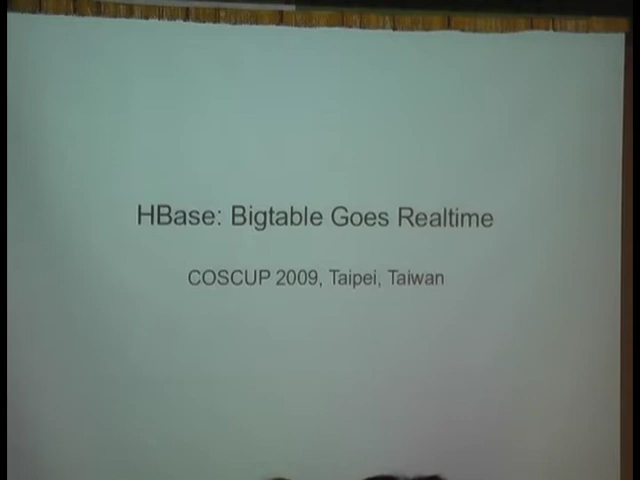 HBase: Bigtable Goes Realtime
COSCUP 2009, Taipei, Taiwan